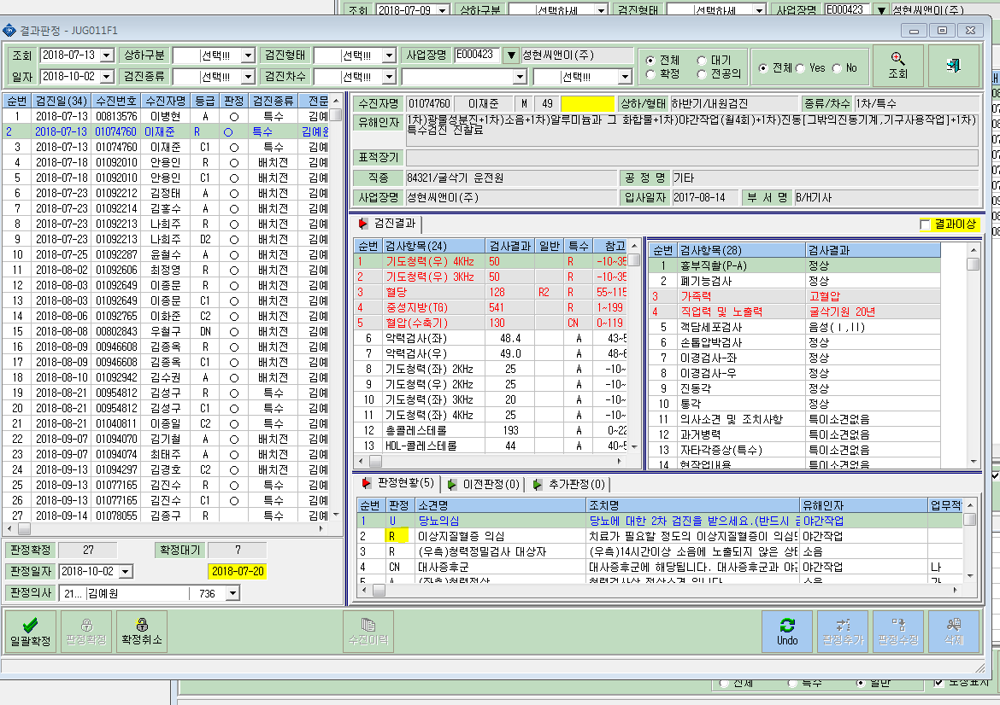 조회 2018-07-09 상하구분 |선택하세 검진형태 |선택하세 사업장명 E000423 ▼ 성현씨앤이(주)
결과판정 - JUG011F1
조회 2018-07-13 상하구분 |선택!!! 검진형태 |선택!!! 사업장명 E000423 ▼ 성현씨앤이(주)
일자 2018-10-02 검진종류 |선택!!! 검진차수 |선택!!! |선택!!!
전체 대기
확정 전공의
전체 Yes No
조회
순번 검진일(34) 수진번호 수진자명 등급 판정 검진종류 전문
1 2018-07-13 00813576 이병현 A ○ 특수 김예
2 2018-07-13 01074760 이재준 R ○ 특수 김예원
3 2018-07-13 01074760 이재준 C1 ○ 특수 김예
4 2018-07-18 01092010 안용인 R ○ 배치전 김예
5 2018-07-18 01092010 안용인 C1 ○ 배치전 김예
6 2018-07-23 01092212 김정태 A ○ 배치전 김예
7 2018-07-23 01092214 김홍수 A ○ 배치전 김예
8 2018-07-23 01092213 나희주 R ○ 배치전 김예
9 2018-07-23 01092213 나희주 D2 ○ 배치전 김예
10 2018-07-25 01092287 윤철수 A ○ 배치전 김예
11 2018-08-02 01092606 최정영 R ○ 배치전 김예
12 2018-08-03 01092649 이종문 R ○ 배치전 김예
13 2018-08-03 01092649 이종문 C1 ○ 배치전 김예
14 2018-08-06 01092765 이화준 C2 ○ 배치전 김예
15 2018-08-08 00802843 우철구 DN ○ 배치전 김예
16 2018-08-09 00946608 김종옥 R ○ 배치전 김예
17 2018-08-09 00946608 김종옥 C1 ○ 배치전 김예
18 2018-08-10 01092942 김수권 A ○ 배치전 김예
19 2018-08-21 00954812 김성구 R ○ 특수 김예
20 2018-08-21 00954812 김성구 C1 ○ 특수 김예
21 2018-08-21 01040811 이종일 C2 ○ 특수 김예
22 2018-09-07 01094070 김기철 A ○ 배치전 김예
23 2018-09-07 01094074 최태주 A ○ 배치전 김예
24 2018-09-13 01094297 김경호 C2 ○ 배치전 김예
25 2018-09-13 01077165 김진수 R ○ 특수 김예
26 2018-09-13 01077165 김진수 C1 ○ 특수 김예
27 2018-09-14 01078055 김종구 R 특수 김예
판정확정 27 확정대기 7
판정일자 2018-10-02 2018-07-20
판정의사 21... |김예원 | 736
수진자명 01074760 이재준 M 49 상하/형태 하반기/내원검진 종류/차수 1차/특수
유해인자 1차)광물성분진+1차)소음+1차)알루미늄과 그 화합물+1차)야간작업(월4회)+1차)진동[그밖의진동기계,기구사용작업]+1차)
특수검진 진찰료
표적장기
직종 84321/굴삭기 운전원 공 정 명 기타
사업장명 성현씨앤이(주) 입사일자 2017-08-14 부 서 명 B/H기사
검진결과 결과이상
순번 검사항목(24) 검사결과 일반 특수 참고
1 기도청력(우) 4KHz 50 R -10~35
2 기도청력(우) 3KHz 50 R -10~35
3 혈당 128 R2 R 55~115
4 중성지방(TG) 541 R 1~199
5 혈압(수축기) 130 CN 0~119
6 악력검사(좌) 48.4 A 43~5
7 악력검사(우) 49.0 A 48~6
8 기도청력(좌) 2KHz 25 A -10~
9 기도청력(우) 2KHz 25 A -10~
10 기도청력(좌) 3KHz 20 A -10~
11 기도청력(좌) 4KHz 25 A -10~
12 총콜레스테롤 193 A 0~22
13 HDL-콜레스테롤 44 A 40~5
순번 검사항목(28) 검사결과
1 흉부직촬(P-A) 정상
2 폐기능검사 정상
3 가족력 고혈압
4 직업력 및 노출력 굴삭기원 20년
5 객담세포검사 음성(Ⅰ,Ⅱ)
6 손톱압박검사 정상
7 이경검사-좌 정상
8 이경검사-우 정상
9 진동각 정상
10 통각 정상
11 의사소견 및 조치사항 특이소견없음
12 과거병력 특이소견없음
13 자타각증상(특수) 특이소견없음
14 현작업내용 특이소견없음
판정현황(5) 이전판정(0) 추가판정(0)
순번 판정 소견명 조치명 유해인자 업무적
1 U 당뇨의심 당뇨에 대한 2차 검진을 받으세요.(반드시 금 야간작업
2 R 이상지질혈증 의심 치료가 필요할 정도의 이상지질혈증이 의심 야간작업
3 R (우측)청력정밀검사 대상자 (우측)14시간이상 소음에 노출되지 않은 상 소음
4 CN 대사증후군 대사증후군에 해당됩니다. 대사증후군과 야 야간작업 나
5 A (좌측)청력정상 청력검사상 정상소견 입니다. 소음 가
일괄확정 판정확정 확정취소 수진이력 Undo 판정추가 판정수정 삭제
전체 특수 일반 도장표시